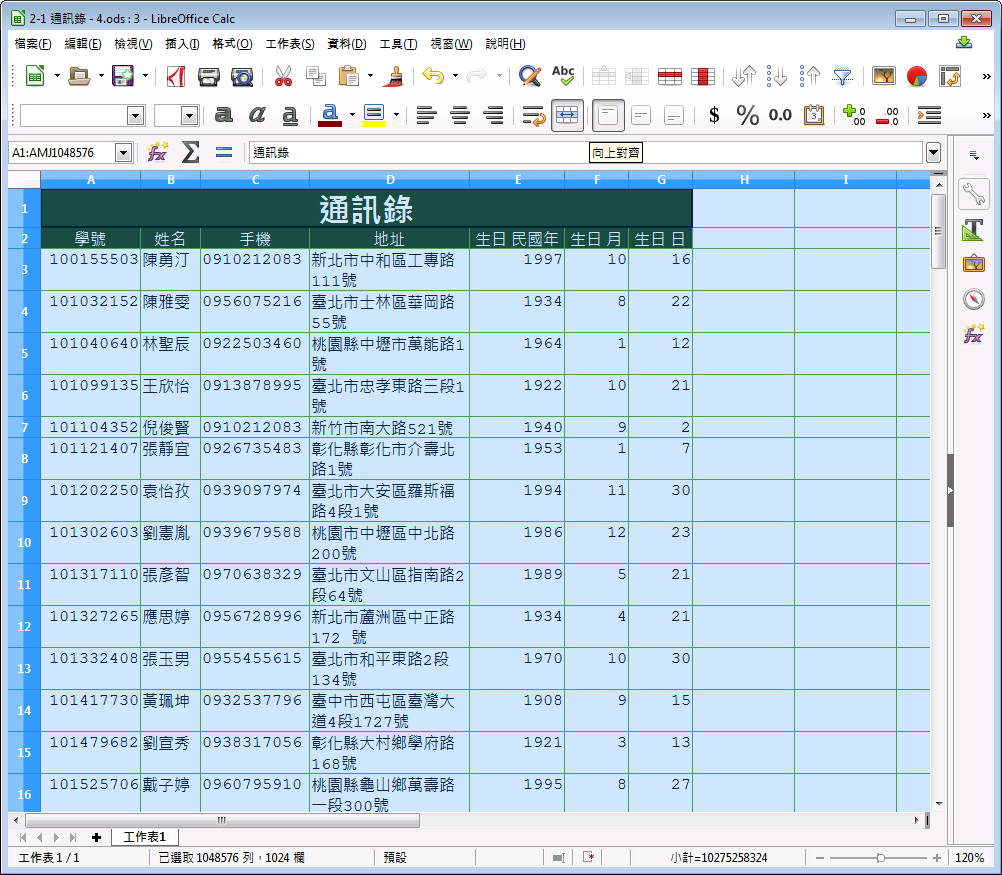 2-1 通訊錄 - 4.ods : 3 - LibreOffice Calc
檔案(F) 編輯(E) 檢視(V) 插入(I) 格式(O) 工作表(S) 資料(D) 工具(T) 視窗(W) 說明(H)
Abc
a a a a $ % 0.0 .00 .00
A1:AMJ1048576 fx Σ = 通訊錄 向上對齊
A B C D E F G H I
1 通訊錄
2 學號 姓名 手機 地址 生日 民國年 生日 月 生日 日
3 100155503 陳勇汀 0910212083 新北市中和區工專路 1997 10 16
111號
4 101032152 陳雅雯 0956075216 臺北市士林區華岡路 1934 8 22
55號
5 101040640 林聖辰 0922503460 桃園縣中壢市萬能路1 1964 1 12
號
6 101099135 王欣怡 0913878995 臺北市忠孝東路三段1 1922 10 21
號
7 101104352 倪俊賢 0910212083 新竹市南大路521號 1940 9 2
8 101121407 張靜宜 0926735483 彰化縣彰化市介壽北 1953 1 7
路1號
9 101202250 袁怡孜 0939097974 臺北市大安區羅斯福 1994 11 30
路4段1號
10 101302603 劉憲胤 0939679588 桃園市中壢區中北路 1986 12 23
200號
11 101317110 張彥智 0970638329 臺北市文山區指南路2 1989 5 21
段64號
12 101327265 應思婷 0956728996 新北市蘆洲區中正路 1934 4 21
172 號
13 101332408 張玉男 0955455615 臺北市和平東路2段 1970 10 30
134號
14 101417730 黃珮坤 0932537796 臺中市西屯區臺灣大 1908 9 15
道4段1727號
15 101479682 劉宣秀 0938317056 彰化縣大村鄉學府路 1921 3 13
168號
16 101525706 戴子婷 0960795910 桃園縣龜山鄉萬壽路 1995 8 27
一段300號
工作表1
工作表 1 / 1 已選取 1048576 列，1024 欄 預設 小計=10275258324 120%